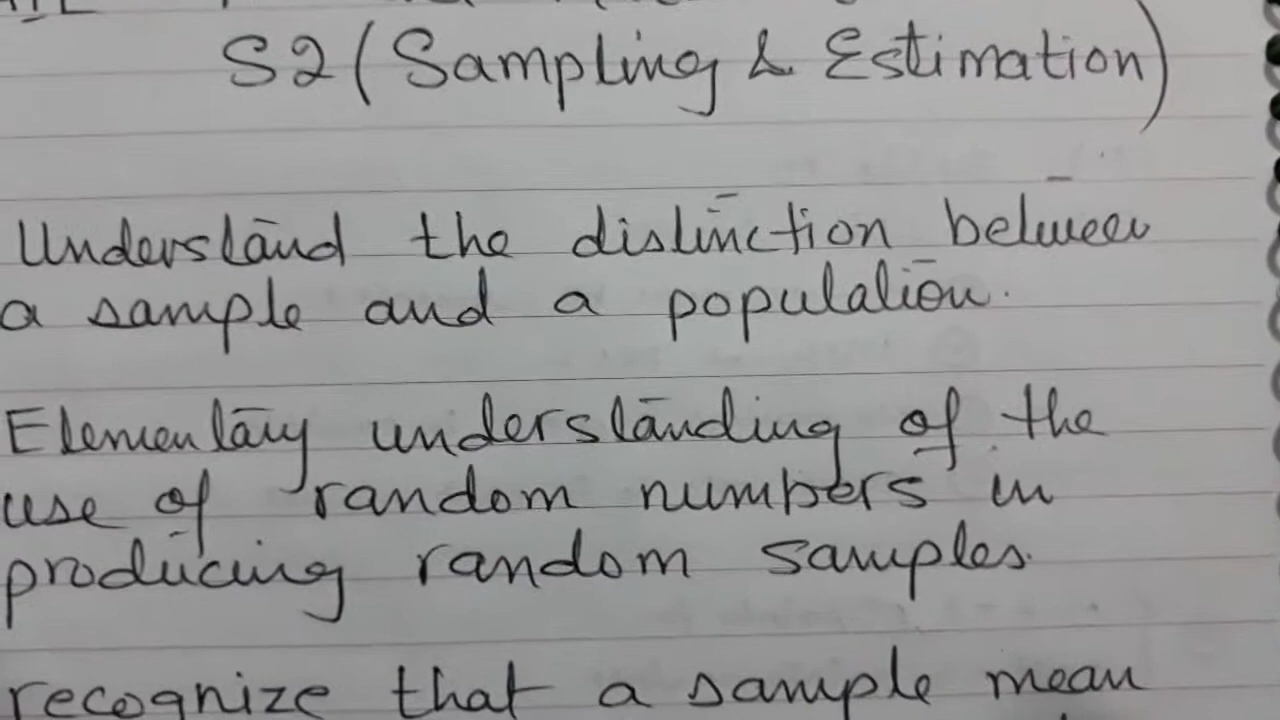 S2 (Sampling & Estimation)
Understand the distinction between
a sample and a population.
Elementary understanding of the
use of random numbers in
producing random samples.
recognize that a sample mean